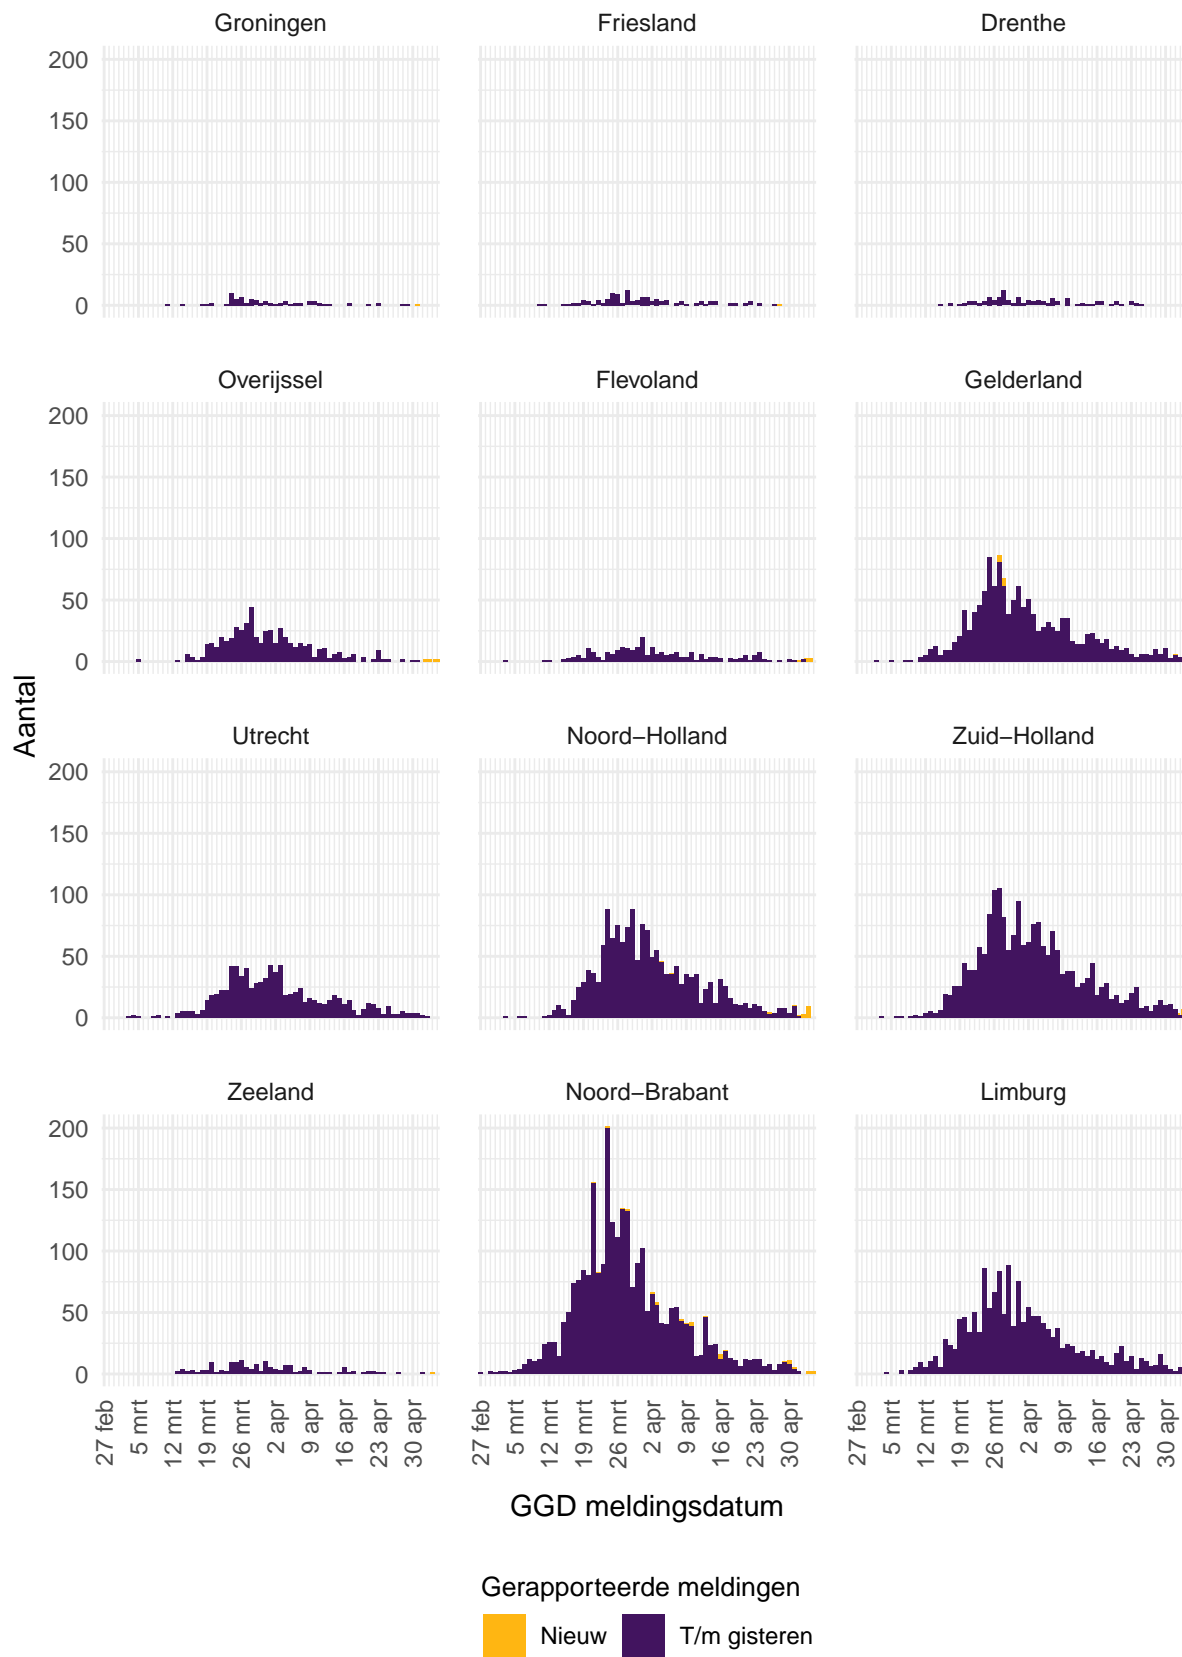 Groningen Friesland Drenthe
200
150
100
50
0
Overijssel Flevoland Gelderland
200
150
100
50
0
Aantal
Utrecht Noord−Holland Zuid−Holland
200
150
100
50
0
Zeeland Noord−Brabant Limburg
200
150
100
50
0
27 feb 5 mrt 12 mrt 19 mrt 26 mrt 2 apr 9 apr 16 apr 23 apr 30 apr 27 feb 5 mrt 12 mrt 19 mrt 26 mrt 2 apr 9 apr 16 apr 23 apr 30 apr 27 feb 5 mrt 12 mrt 19 mrt 26 mrt 2 apr 9 apr 16 apr 23 apr 30 apr
GGD meldingsdatum
Gerapporteerde meldingen
Nieuw T/m gisteren